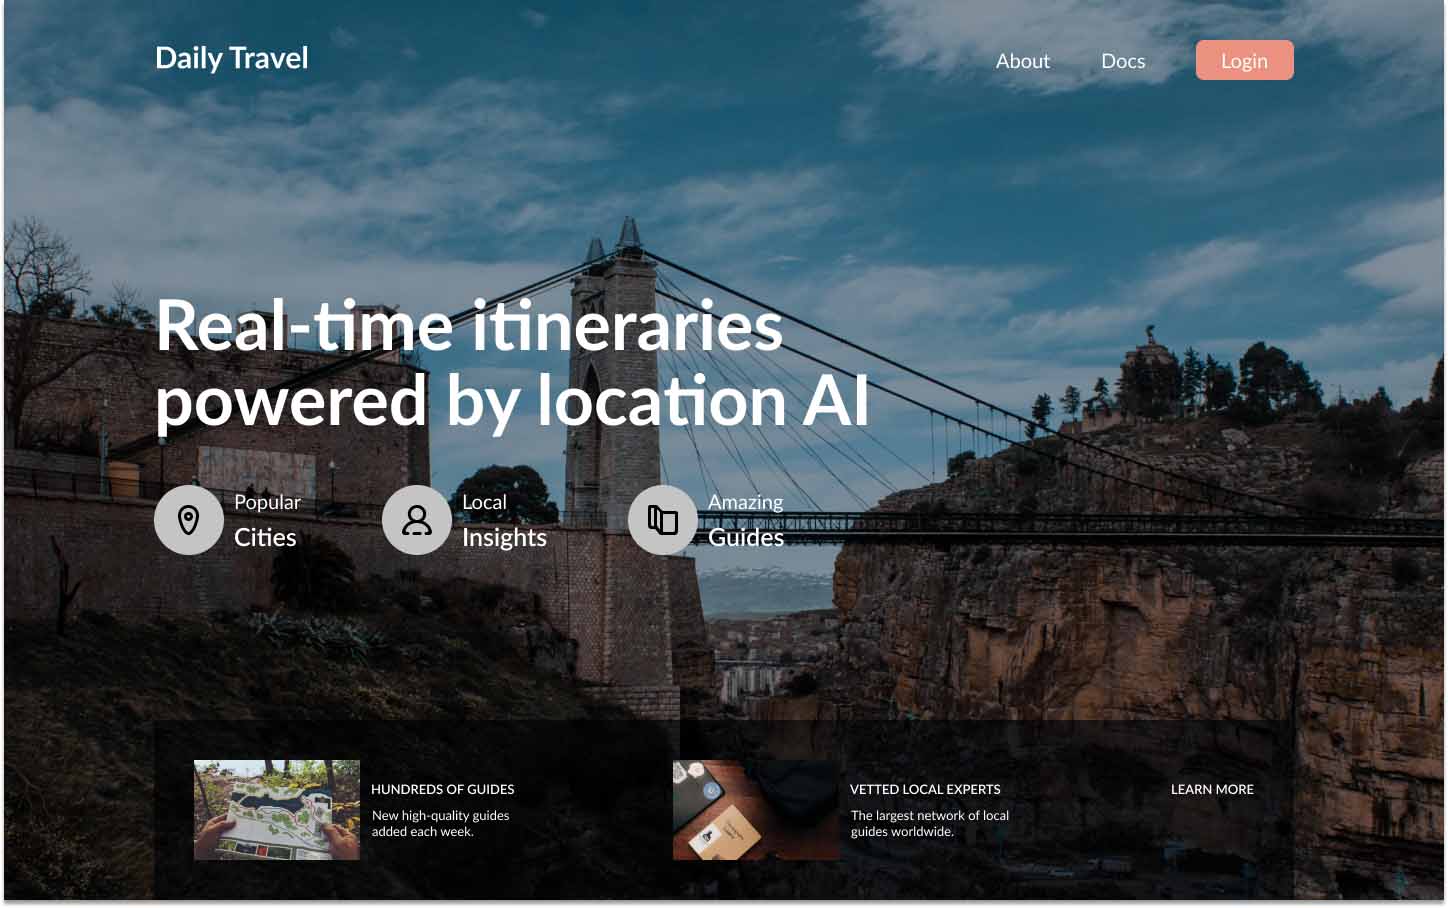 Daily Travel
About
Docs
Login
Real-time itineraries
powered by location AI
Popular
Cities
Local
Insights
Amazing
Guides
HUNDREDS OF GUIDES
New high-quality guides
added each week.
VETTED LOCAL EXPERTS
The largest network of local
guides worldwide.
LEARN MORE